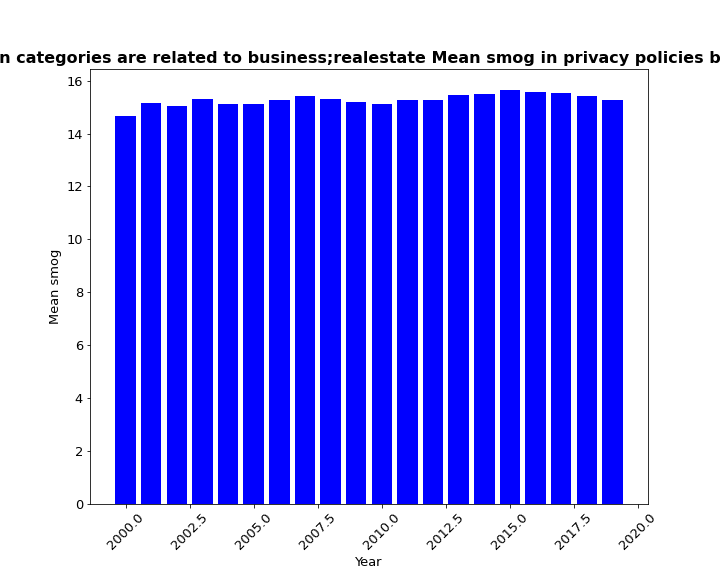 n categories are related to business;realestate Mean smog in privacy policies b
16
14
12
10
8
6
4
2
0
Mean smog
2000.0 2002.5 2005.0 2007.5 2010.0 2012.5 2015.0 2017.5 2020.0
Year